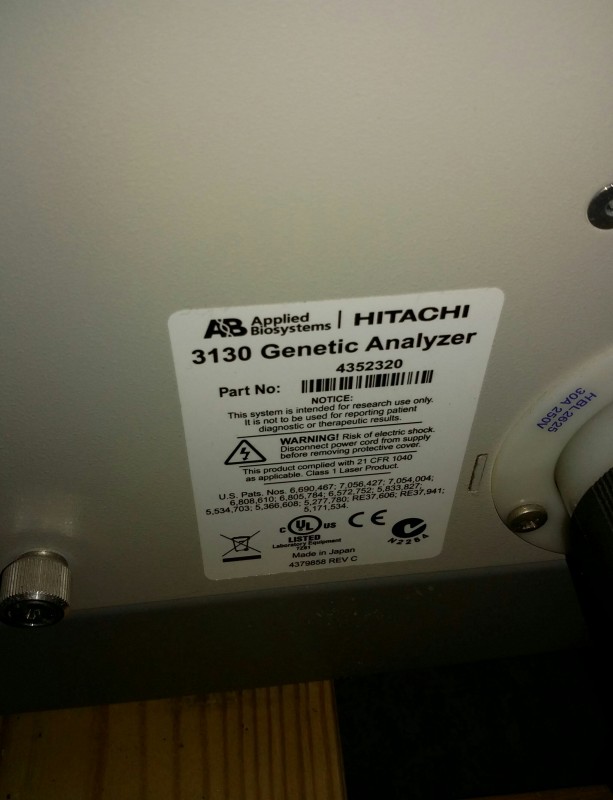 AB Applied Biosystems | HITACHI
3130 Genetic Analyzer
4352320
Part No:
NOTICE:
This system is intended for research use only.
It is not to be used for reporting patient
diagnostic or therapeutic results.
WARNING! Risk of electric shock.
Disconnect power cord from supply
before removing protective cover.
This product complied with 21 CFR 1040
as applicable. Class 1 Laser Product.
U.S. Pats. Nos. 6,690,467; 7,056,427; 7,054,004;
6,808,610; 6,805,784; 6,572,752; 5,833,827;
5,534,703; 5,366,608; 5,277,780; RE37,606; RE37,941;
5,171,534.
C UL US CE
LISTED
Laboratory Equipment
N2284
Made in Japan
4379858 REV C
HBL2625
30A 250V